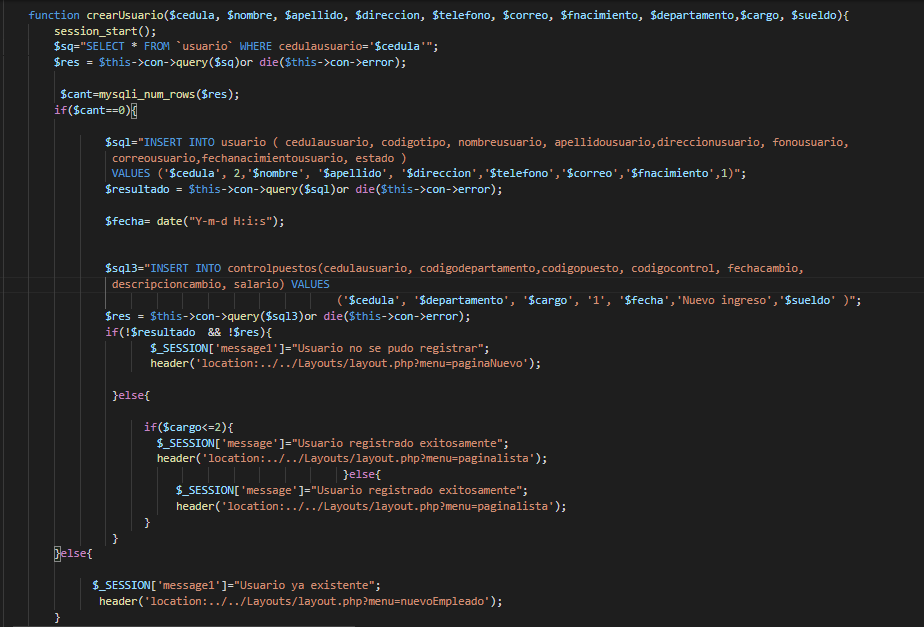 function crearUsuario($cedula, $nombre, $apellido, $direccion, $telefono, $correo, $fnacimiento, $departamento,$cargo, $sueldo){
session_start();
$sq="SELECT * FROM `usuario` WHERE cedulausuario='$cedula'";
$res = $this->con->query($sq)or die($this->con->error);
$cant=mysqli_num_rows($res);
if($cant==0){
$sql="INSERT INTO usuario ( cedulausuario, codigotipo, nombreusuario, apellidousuario,direccionusuario, fonousuario,
correousuario,fechanacimientousuario, estado )
VALUES ('$cedula', 2,'$nombre', '$apellido', '$direccion','$telefono','$correo','$fnacimiento',1)";
$resultado = $this->con->query($sql)or die($this->con->error);
$fecha= date("Y-m-d H:i:s");
$sql3="INSERT INTO controlpuestos(cedulausuario, codigodepartamento,codigopuesto, codigocontrol, fechacambio,
descripcioncambio, salario) VALUES
('$cedula', '$departamento', '$cargo', '1', '$fecha','Nuevo ingreso','$sueldo' )";
$res = $this->con->query($sql3)or die($this->con->error);
if(!$resultado  && !$res){
$_SESSION['message1']="Usuario no se pudo registrar";
header('location:../../Layouts/layout.php?menu=paginaNuevo');
}else{
if($cargo<=2){
$_SESSION['message']="Usuario registrado exitosamente";
header('location:../../Layouts/layout.php?menu=paginalista');
}else{
$_SESSION['message']="Usuario registrado exitosamente";
header('location:../../Layouts/layout.php?menu=paginalista');
}
}
}else{
$_SESSION['message1']="Usuario ya existente";
header('location:../../Layouts/layout.php?menu=nuevoEmpleado');
}